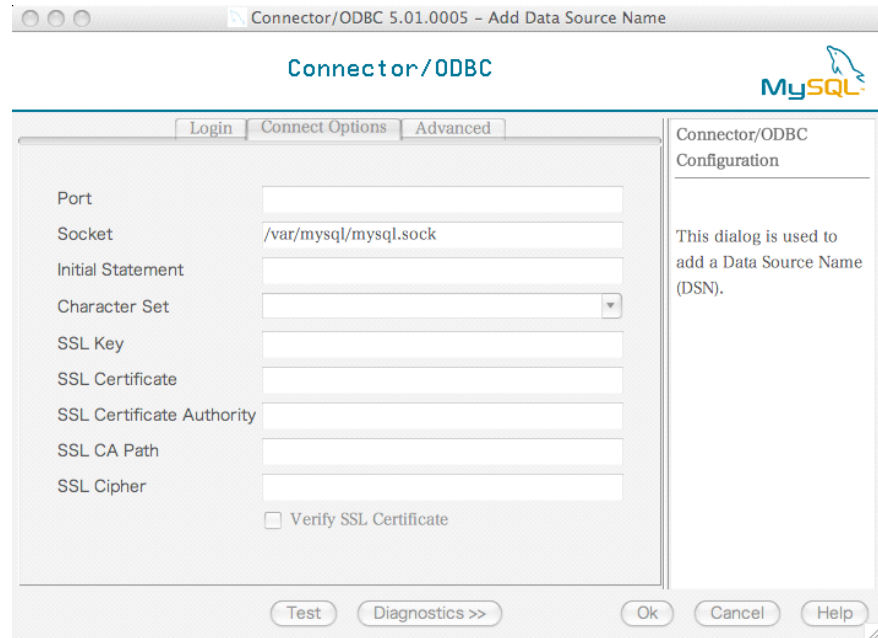 Connector/ODBC 5.01.0005 – Add Data Source Name
Connector/ODBC
MySQL
Login
Connect Options
Advanced
Port
Socket
/var/mysql/mysql.sock
Initial Statement
Character Set
SSL Key
SSL Certificate
SSL Certificate Authority
SSL CA Path
SSL Cipher
Verify SSL Certificate
Connector/ODBC
Configuration
This dialog is used to
add a Data Source Name
(DSN).
Test
Diagnostics >>
Ok
Cancel
Help